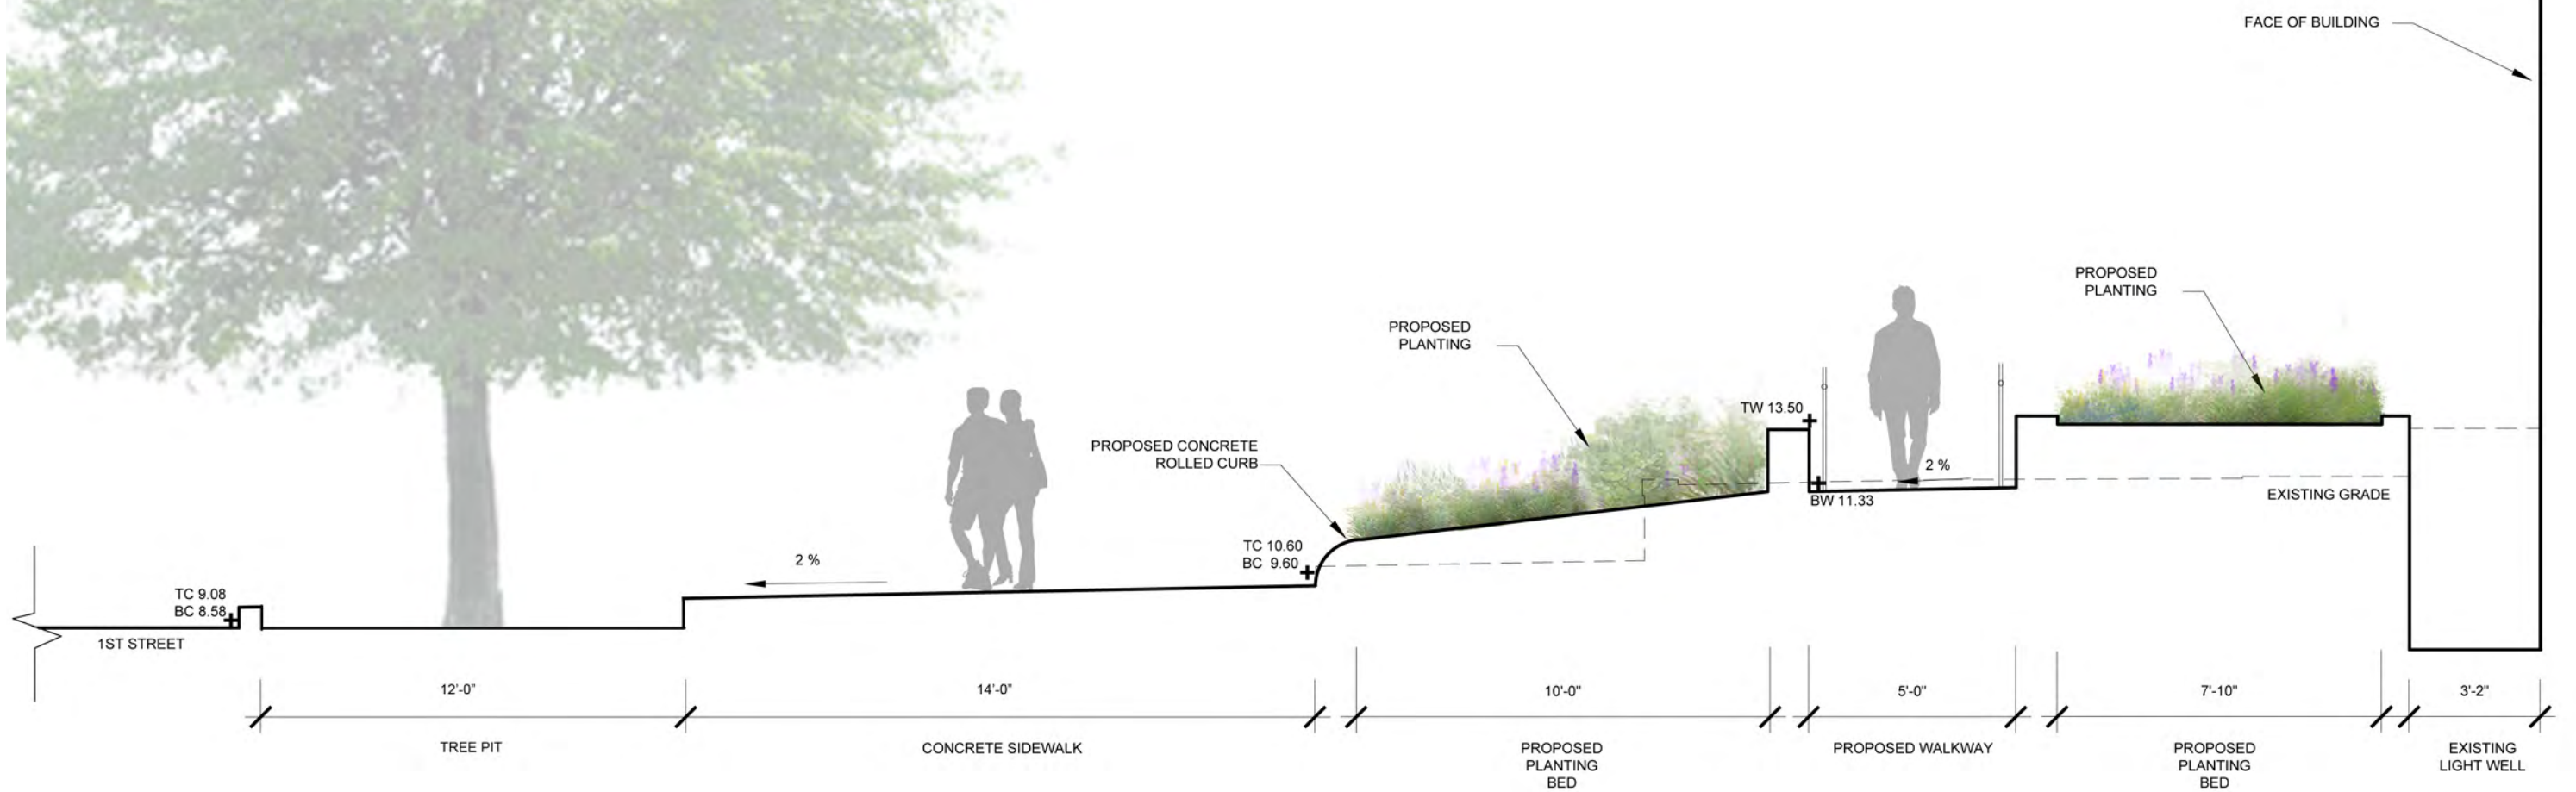 FACE OF BUILDING
PROPOSED
PLANTING
PROPOSED
PLANTING
TW 13.50
PROPOSED CONCRETE
ROLLED CURB
2 %
BW 11.33
EXISTING GRADE
TC 10.60
BC 9.60
2 %
TC 9.08
BC 8.58
1ST STREET
12'-0"
14'-0"
10'-0"
5'-0"
7'-10"
3'-2"
TREE PIT
CONCRETE SIDEWALK
PROPOSED
PLANTING
BED
PROPOSED WALKWAY
PROPOSED
PLANTING
BED
EXISTING
LIGHT WELL